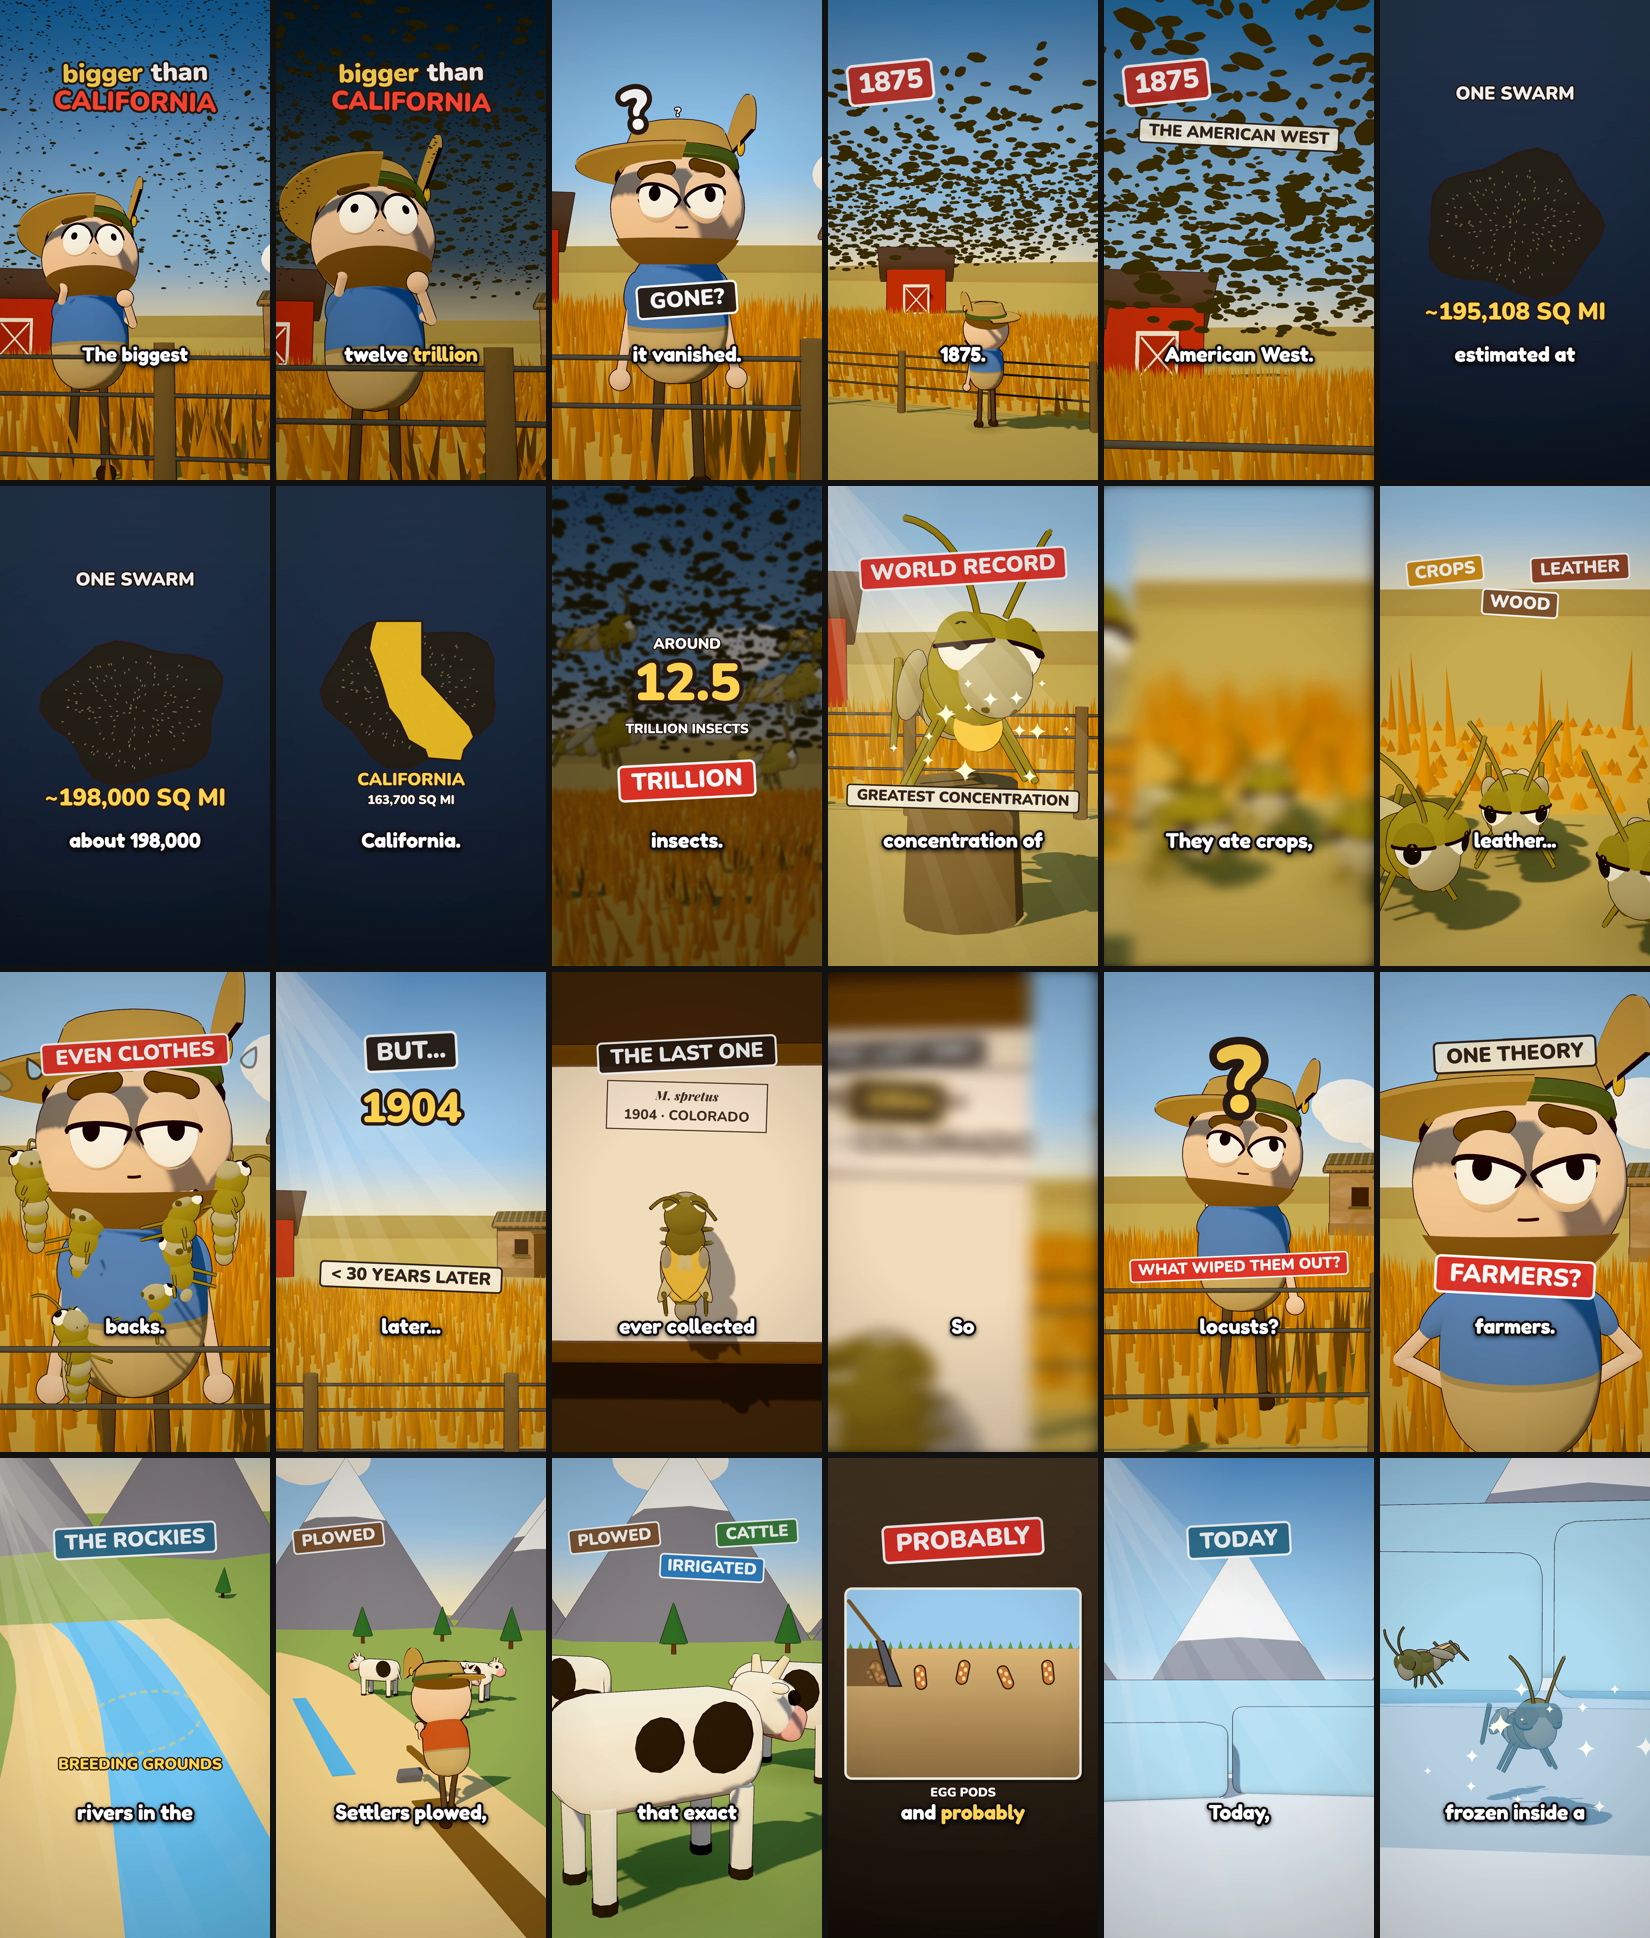 bigger than
CALIFORNIA
The biggest
bigger than
CALIFORNIA
twelve trillion
?
?
GONE?
it vanished.
1875
1875.
1875
THE AMERICAN WEST
American West.
ONE SWARM
~195,108 SQ MI
estimated at
ONE SWARM
~198,000 SQ MI
about 198,000
CALIFORNIA
163,700 SQ MI
California.
AROUND
12.5
TRILLION INSECTS
TRILLION
insects.
WORLD RECORD
GREATEST CONCENTRATION
concentration of
They ate crops,
CROPS
LEATHER
WOOD
leather...
EVEN CLOTHES
backs.
BUT...
1904
< 30 YEARS LATER
later...
THE LAST ONE
M. spretus
1904 · COLORADO
ever collected
So
?
WHAT WIPED THEM OUT?
locusts?
ONE THEORY
FARMERS?
farmers.
THE ROCKIES
BREEDING GROUNDS
rivers in the
PLOWED
Settlers plowed,
PLOWED
CATTLE
IRRIGATED
that exact
PROBABLY
EGG PODS
and probably
TODAY
Today,
frozen inside a